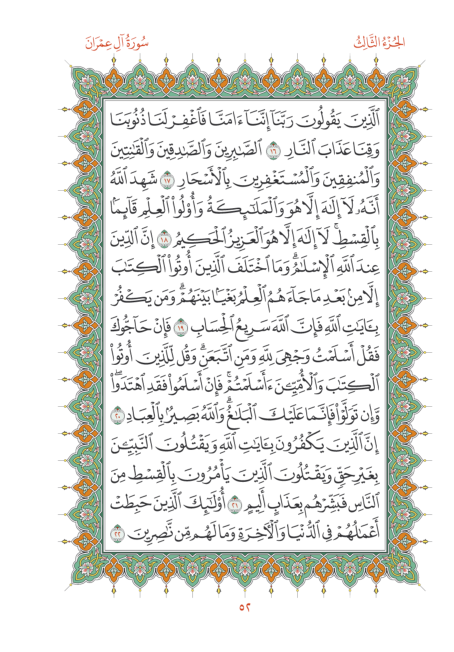 الجُزْءُ الثَّالِثُ
سُورَةُ آلِ عِمْرَانَ
ٱلَّذِينَ يَقُولُونَ رَبَّنَآ إِنَّنَآ ءَامَنَّا فَٱغْفِرْ لَنَا ذُنُوبَنَا
وَقِنَا عَذَابَ ٱلنَّارِ ١٦ ٱلصَّٰبِرِينَ وَٱلصَّٰدِقِينَ وَٱلْقَٰنِتِينَ
وَٱلْمُنفِقِينَ وَٱلْمُسْتَغْفِرِينَ بِٱلْأَسْحَارِ ١٧ شَهِدَ ٱللَّهُ
أَنَّهُۥ لَآ إِلَٰهَ إِلَّا هُوَ وَٱلْمَلَٰٓئِكَةُ وَأُو۟لُوا۟ ٱلْعِلْمِ قَآئِمًۢا
بِٱلْقِسْطِۚ لَآ إِلَٰهَ إِلَّا هُوَ ٱلْعَزِيزُ ٱلْحَكِيمُ ١٨ إِنَّ ٱلدِّينَ
عِندَ ٱللَّهِ ٱلْإِسْلَٰمُۗ وَمَا ٱخْتَلَفَ ٱلَّذِينَ أُوتُوا۟ ٱلْكِتَٰبَ
إِلَّا مِنۢ بَعْدِ مَا جَآءَهُمُ ٱلْعِلْمُ بَغْيًۢا بَيْنَهُمْۗ وَمَن يَكْفُرْ
بِـَٔايَٰتِ ٱللَّهِ فَإِنَّ ٱللَّهَ سَرِيعُ ٱلْحِسَابِ ١٩ فَإِنْ حَآجُّوكَ
فَقُلْ أَسْلَمْتُ وَجْهِىَ لِلَّهِ وَمَنِ ٱتَّبَعَنِۗ وَقُل لِّلَّذِينَ أُوتُوا۟
ٱلْكِتَٰبَ وَٱلْأُمِّيِّـۧنَ ءَأَسْلَمْتُمْۚ فَإِنْ أَسْلَمُوا۟ فَقَدِ ٱهْتَدَوا۟ۖ
وَّإِن تَوَلَّوْا۟ فَإِنَّمَا عَلَيْكَ ٱلْبَلَٰغُۗ وَٱللَّهُ بَصِيرٌۢ بِٱلْعِبَادِ ٢٠
إِنَّ ٱلَّذِينَ يَكْفُرُونَ بِـَٔايَٰتِ ٱللَّهِ وَيَقْتُلُونَ ٱلنَّبِيِّـۧنَ
بِغَيْرِ حَقٍّ وَيَقْتُلُونَ ٱلَّذِينَ يَأْمُرُونَ بِٱلْقِسْطِ مِنَ
ٱلنَّاسِ فَبَشِّرْهُم بِعَذَابٍ أَلِيمٍ ٢١ أُو۟لَٰٓئِكَ ٱلَّذِينَ حَبِطَتْ
أَعْمَٰلُهُمْ فِى ٱلدُّنْيَا وَٱلْـَٔاخِرَةِ وَمَا لَهُم مِّن نَّٰصِرِينَ ٢٢
٥٢